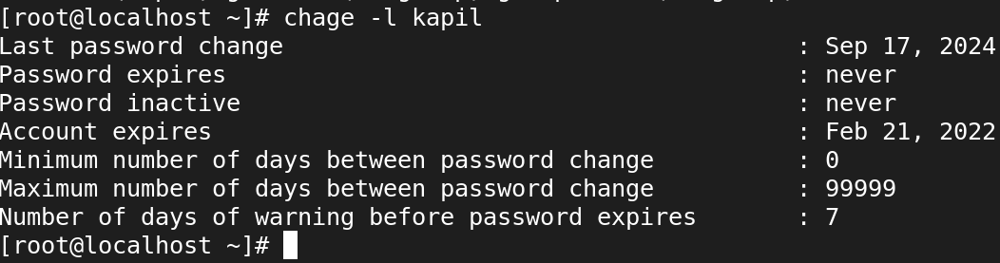 [root@localhost ~]# chage -l kapil
Last password change : Sep 17, 2024
Password expires : never
Password inactive : never
Account expires : Feb 21, 2022
Minimum number of days between password change : 0
Maximum number of days between password change : 99999
Number of days of warning before password expires : 7
[root@localhost ~]#